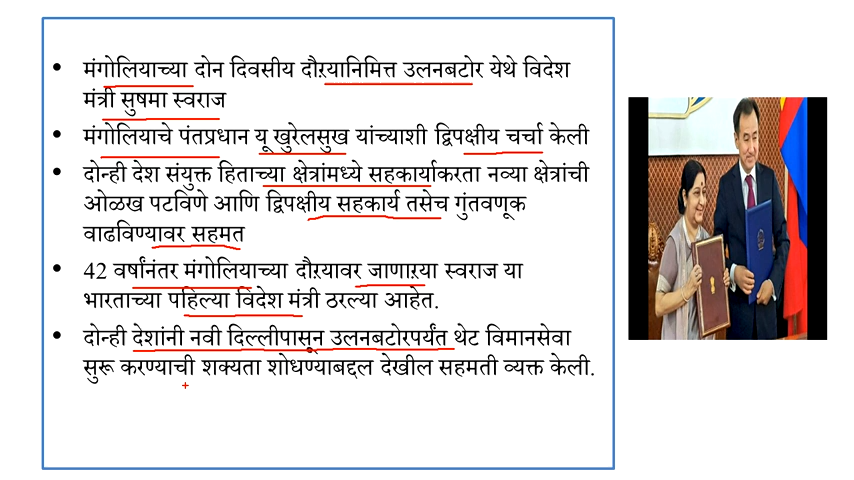 • मंगोलियाच्या दोन दिवसीय दौऱ्यानिमित्त उलनबटोर येथे विदेश
मंत्री सुषमा स्वराज
• मंगोलियाचे पंतप्रधान यू खुरेलसुख यांच्याशी द्विपक्षीय चर्चा केली
• दोन्ही देश संयुक्त हिताच्या क्षेत्रांमध्ये सहकार्याकरता नव्या क्षेत्रांची
ओळख पटविणे आणि द्विपक्षीय सहकार्य तसेच गुंतवणूक
वाढविण्यावर सहमत
• 42 वर्षांनंतर मंगोलियाच्या दौऱ्यावर जाणाऱ्या स्वराज या
भारताच्या पहिल्या विदेश मंत्री ठरल्या आहेत.
• दोन्ही देशांनी नवी दिल्लीपासून उलनबटोरपर्यंत थेट विमानसेवा
सुरू करण्याची शक्यता शोधण्याबद्दल देखील सहमती व्यक्त केली.